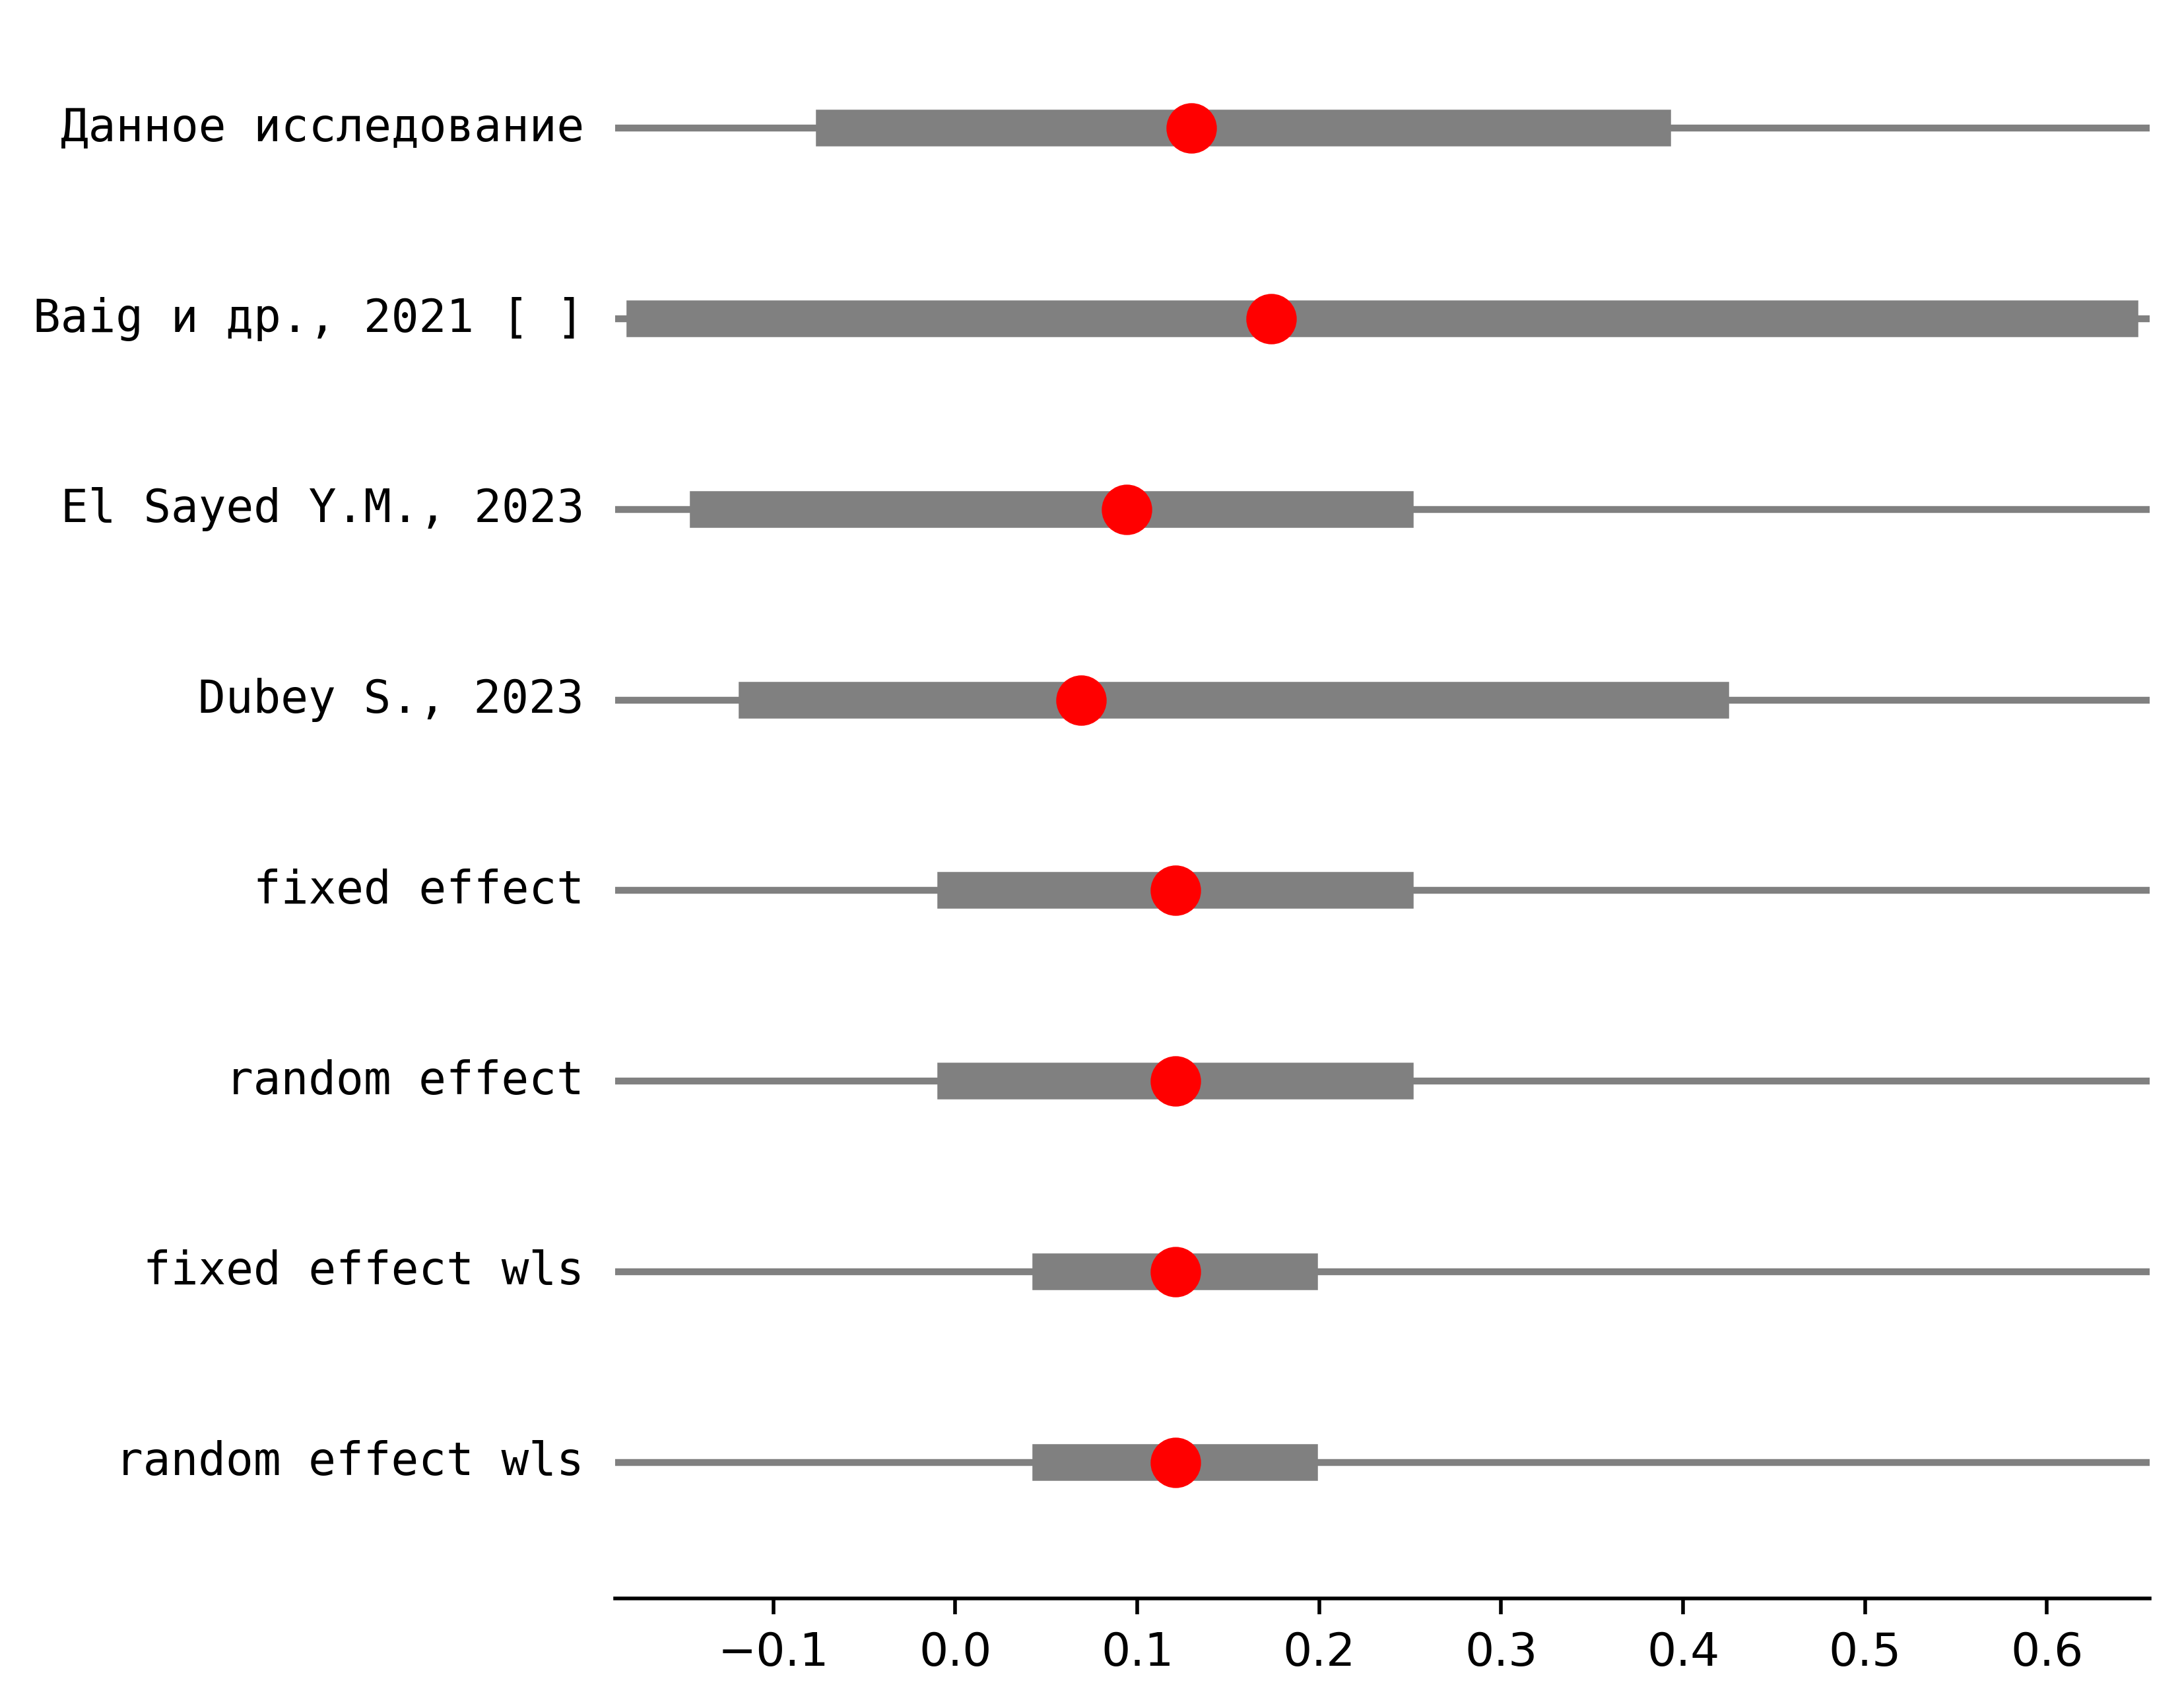 Данное исследование
Baig и др., 2021 [ ]
El Sayed Y.M., 2023
Dubey S., 2023
fixed effect
random effect
fixed effect wls
random effect wls
−0.1 0.0 0.1 0.2 0.3 0.4 0.5 0.6